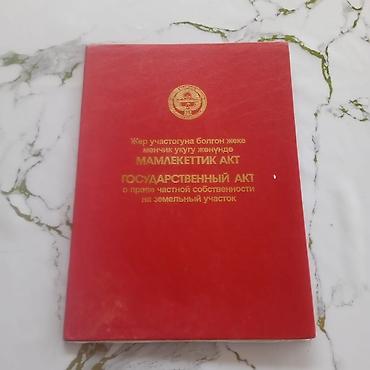 Жер участогуна болгон жеке
менчик укугу жөнүндө
МАМЛЕКЕТТИК АКТ
ГОСУДАРСТВЕННЫЙ АКТ
о праве частной собственности
на земельный участок